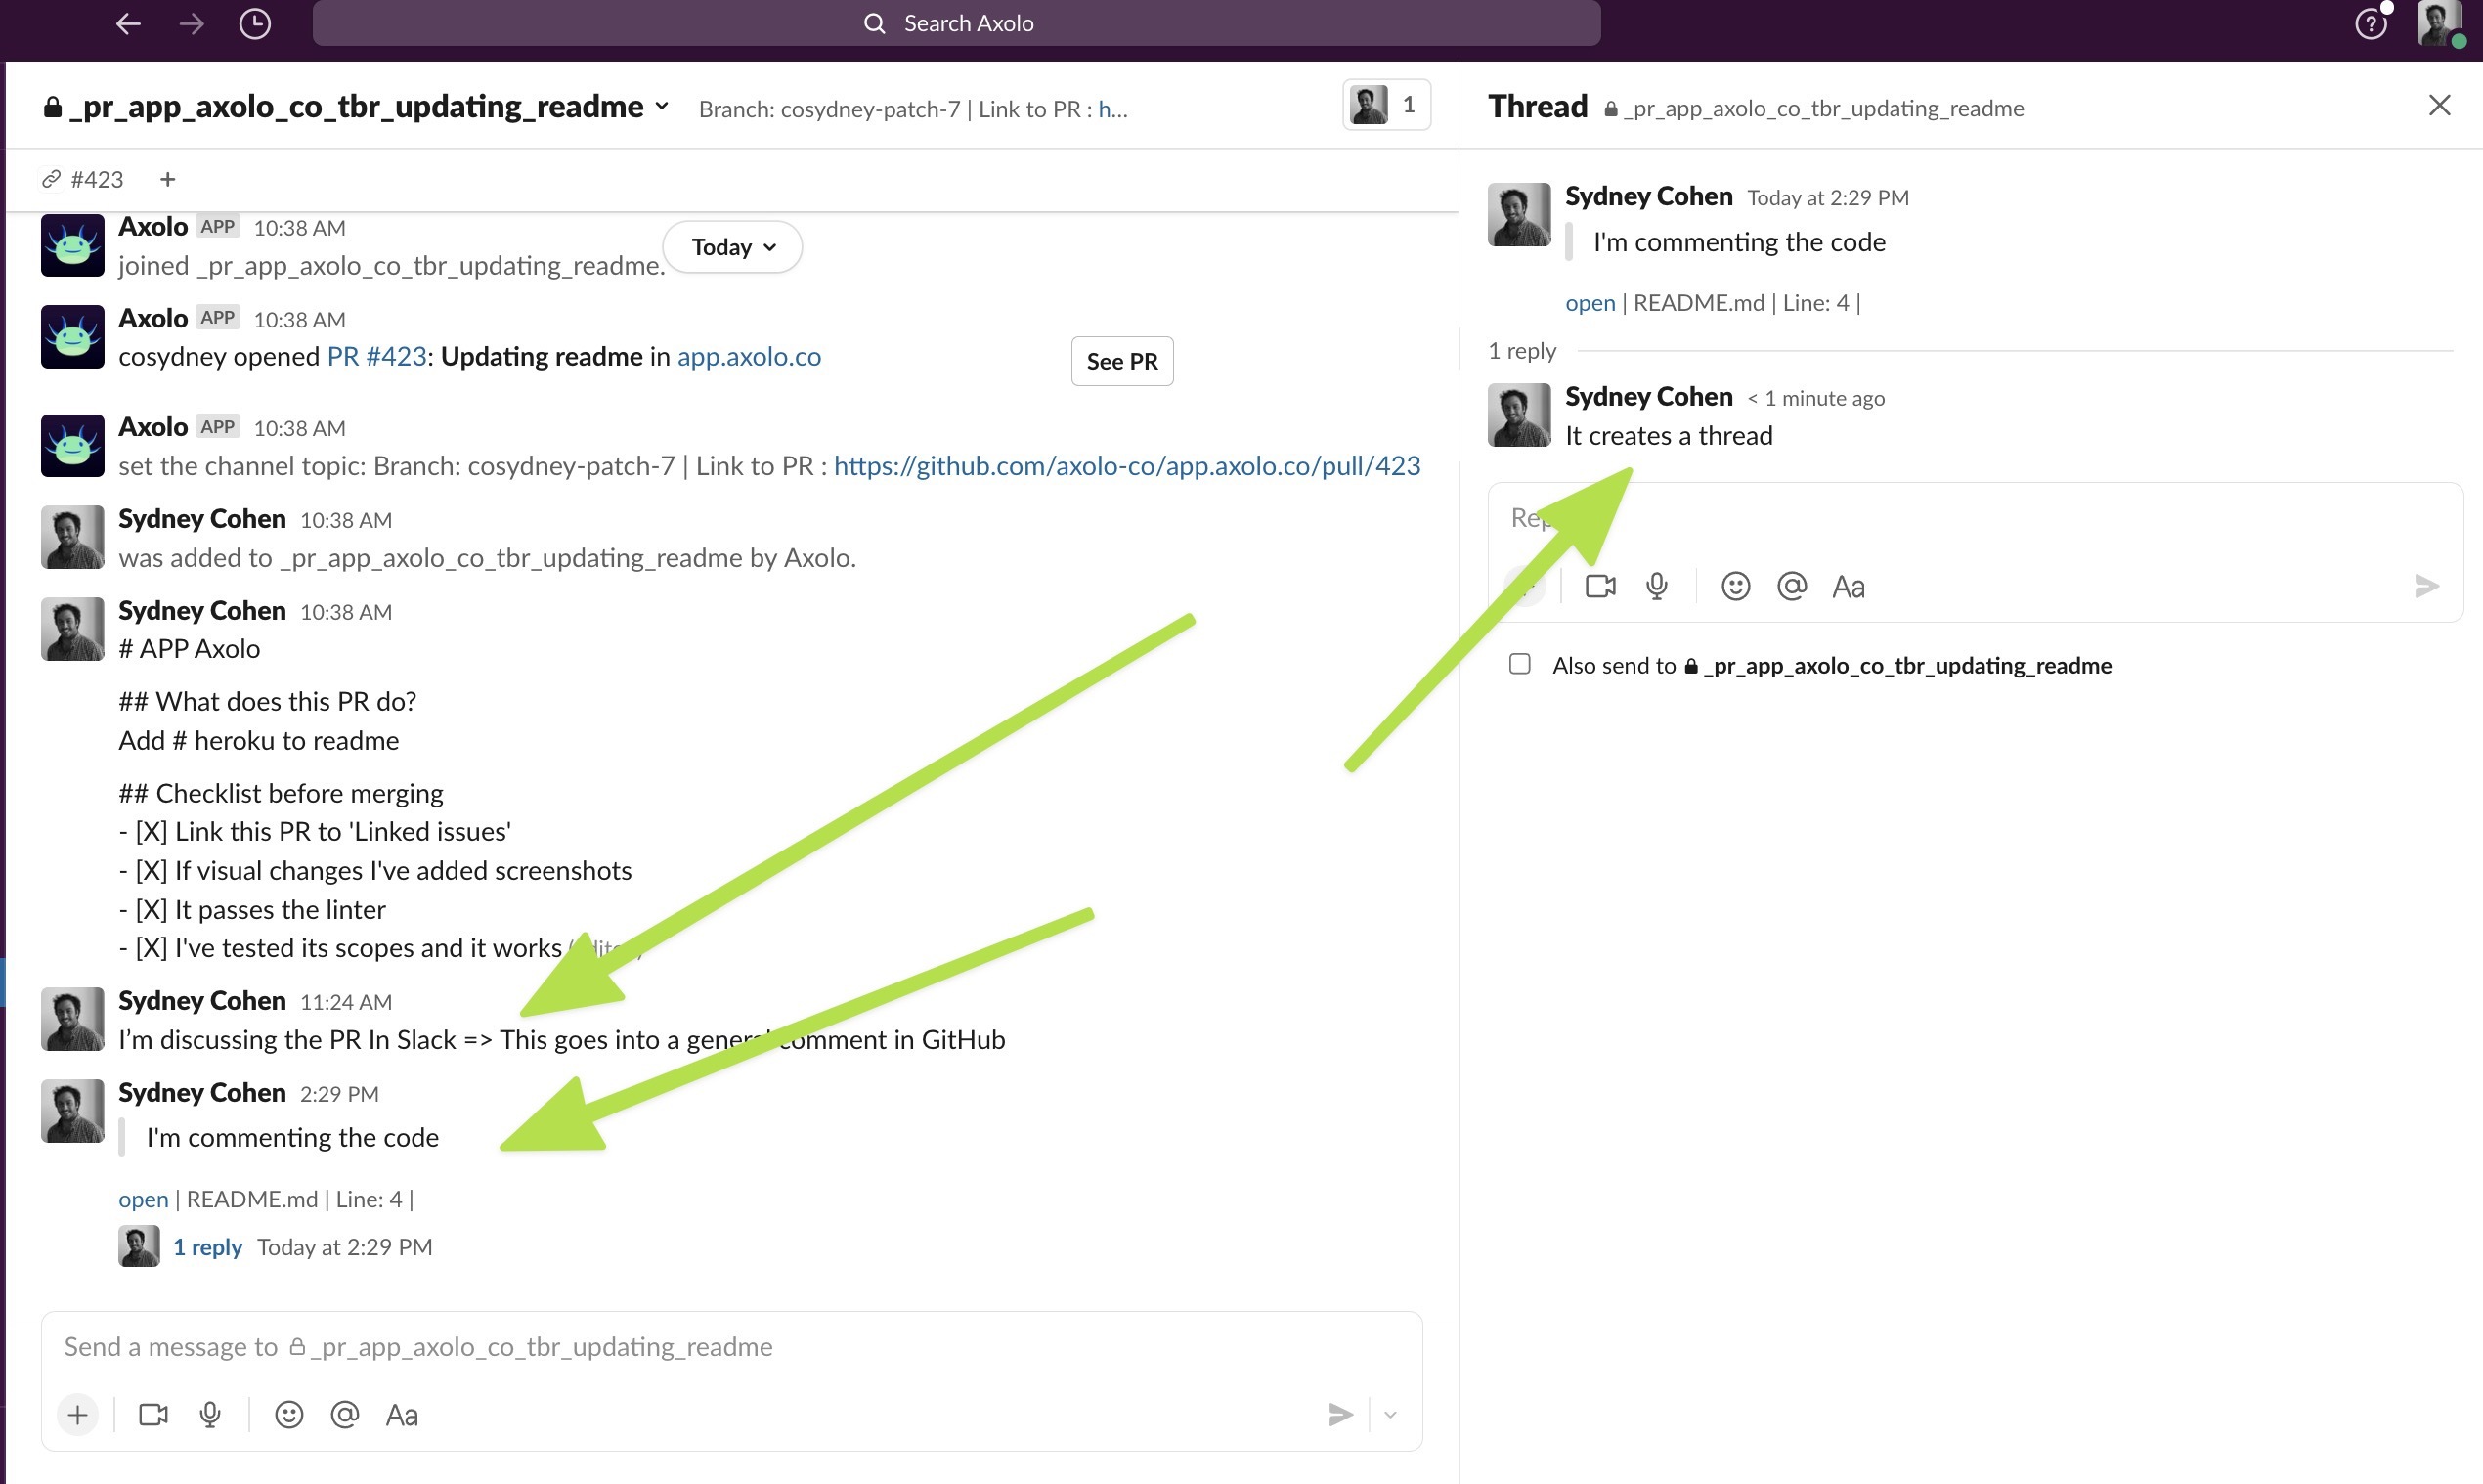 Search Axolo
_pr_app_axolo_co_tbr_updating_readme
Branch: cosydney-patch-7 | Link to PR : h...
1
#423
Axolo APP 10:38 AM
joined _pr_app_axolo_co_tbr_updating_readme.
Today
Axolo APP 10:38 AM
cosydney opened PR #423: Updating readme in app.axolo.co
See PR
Axolo APP 10:38 AM
set the channel topic: Branch: cosydney-patch-7 | Link to PR : https://github.com/axolo-co/app.axolo.co/pull/423
Sydney Cohen 10:38 AM
was added to _pr_app_axolo_co_tbr_updating_readme by Axolo.
Sydney Cohen 10:38 AM
# APP Axolo
## What does this PR do?
Add # heroku to readme
## Checklist before merging
- [X] Link this PR to 'Linked issues'
- [X] If visual changes I've added screenshots
- [X] It passes the linter
- [X] I've tested its scopes and it works
Sydney Cohen 11:24 AM
I’m discussing the PR In Slack => This goes into a general comment in GitHub
Sydney Cohen 2:29 PM
I'm commenting the code
open | README.md | Line: 4 |
1 reply Today at 2:29 PM
Send a message to _pr_app_axolo_co_tbr_updating_readme
Aa
Thread _pr_app_axolo_co_tbr_updating_readme
Sydney Cohen Today at 2:29 PM
I'm commenting the code
open | README.md | Line: 4 |
1 reply
Sydney Cohen < 1 minute ago
It creates a thread
Aa
Also send to _pr_app_axolo_co_tbr_updating_readme